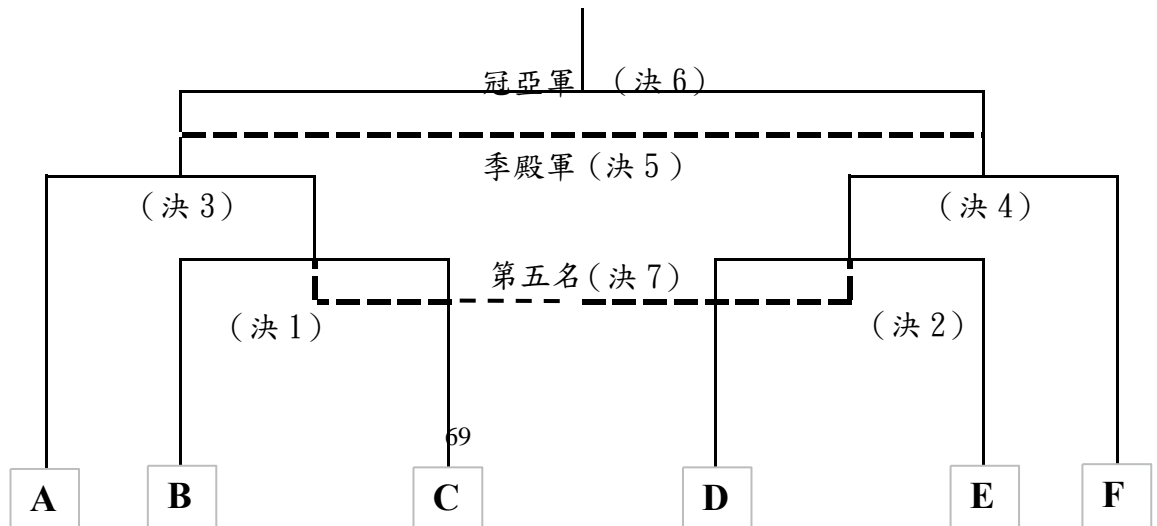 冠亞軍 (決 6)
季殿軍 (決 5)
(決 3)
(決 4)
第五名(決 7)
(決 1)
(決 2)
69
A B C D E F